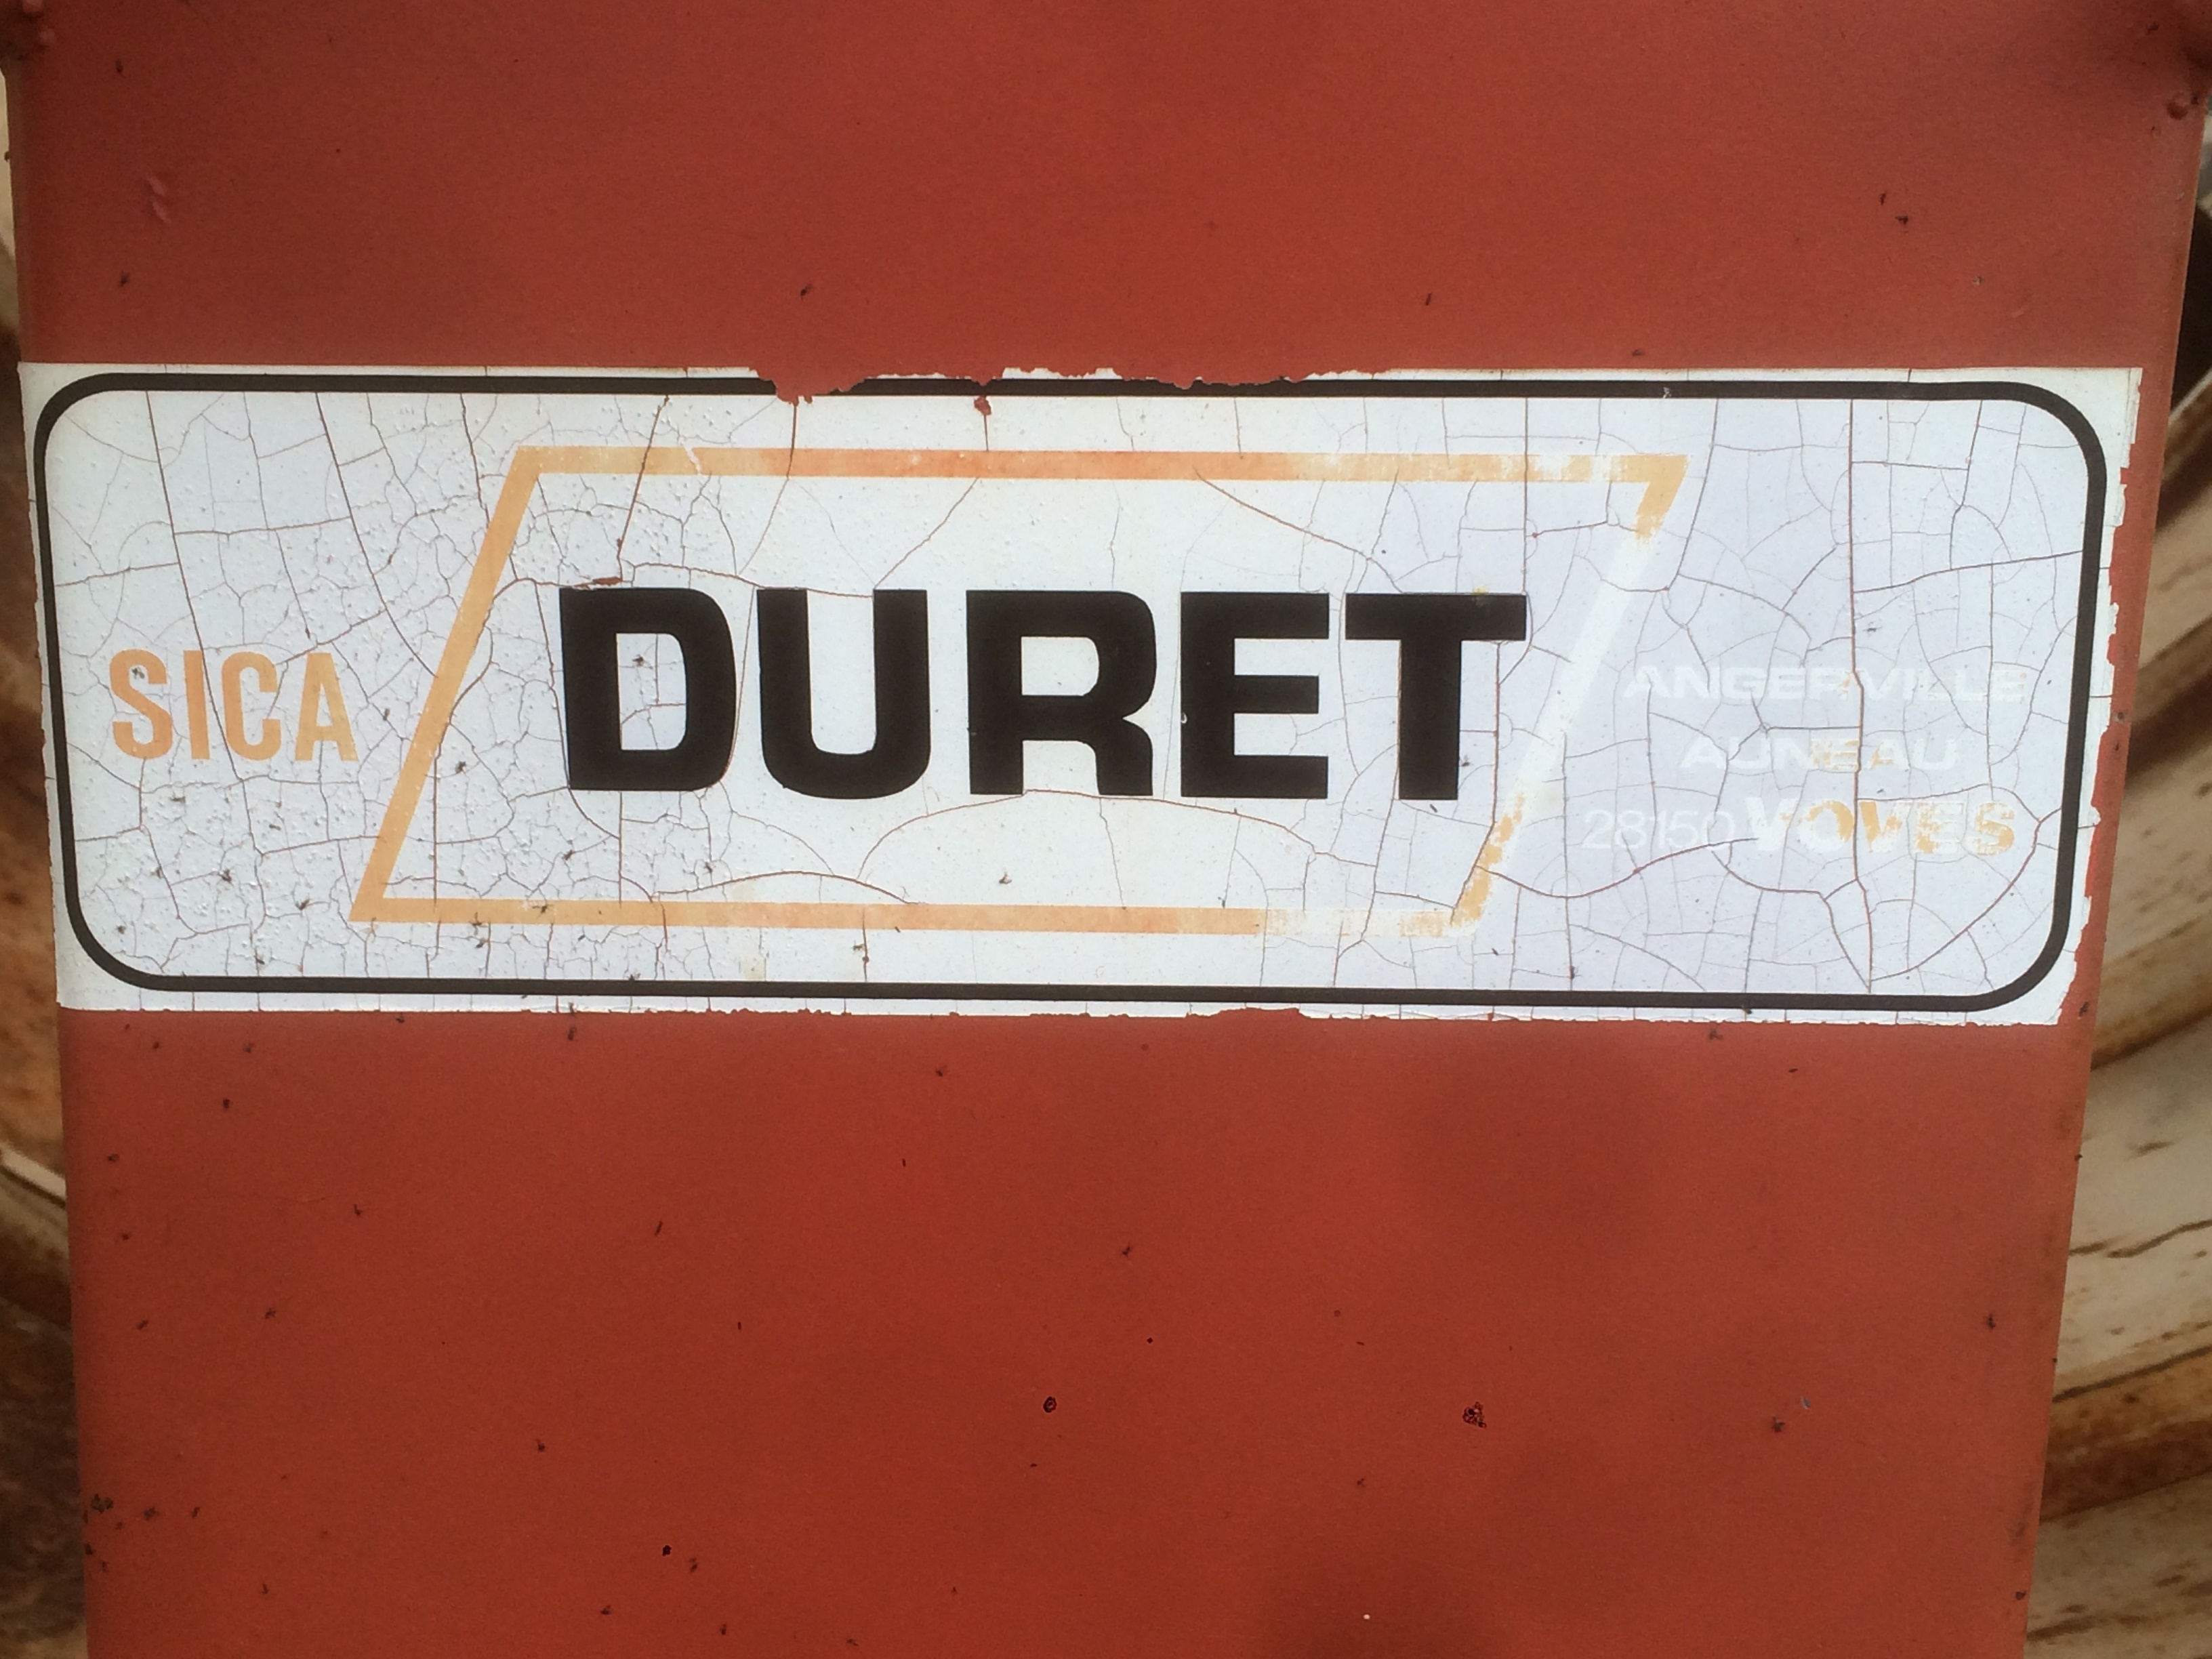 SICA
DURET
ANGERVILLE
AUNEAU
28150 VOVES